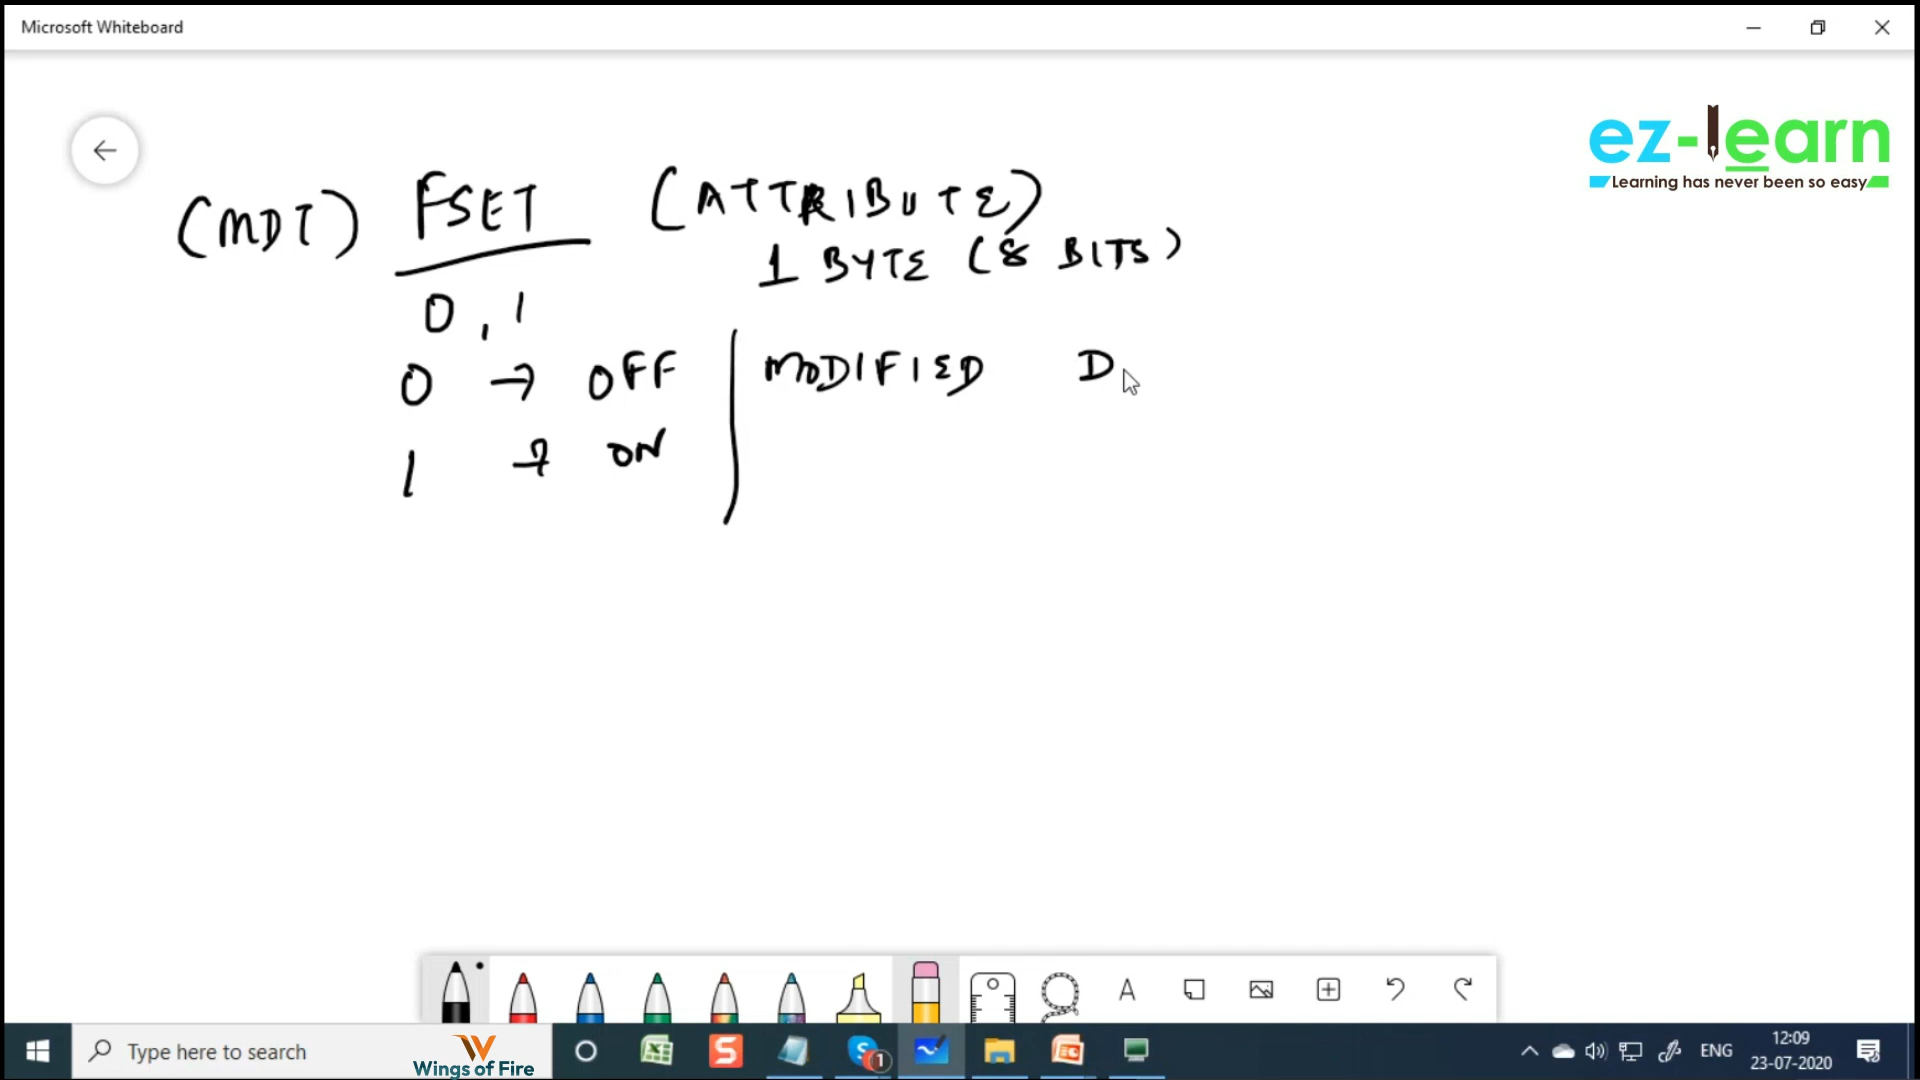 Microsoft Whiteboard
ez-learn
Learning has never been so easy
(MDT) FSET (ATTRIBUTE)
1 BYTE (8 BITS)
0, 1
0 → OFF
MODIFIED D
1 → ON
A
Type here to search
Wings of Fire
1
ENG
12:09
23-07-2020